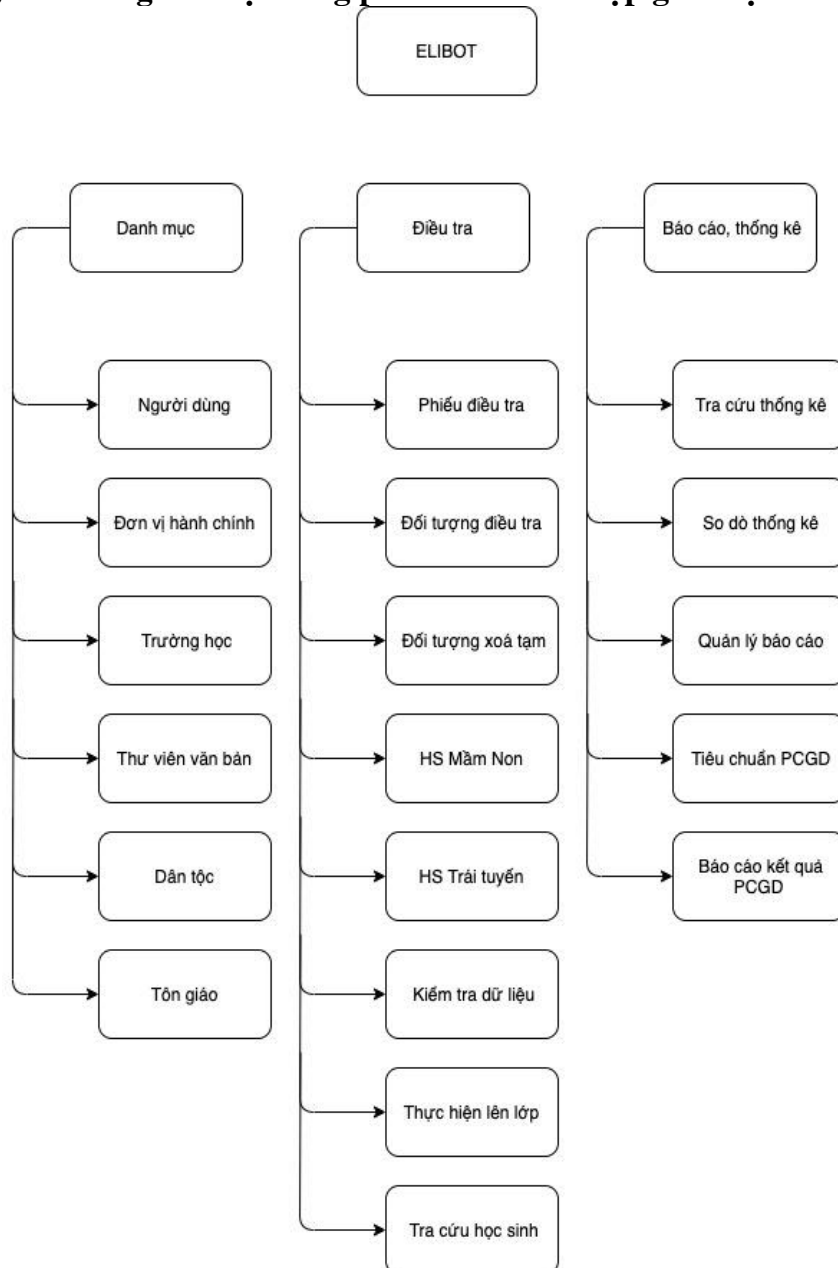 ELIBOT
Danh mục
Người dùng
Đơn vị hành chính
Trường học
Thư viên văn bản
Dân tộc
Tôn giáo
Điều tra
Phiếu điều tra
Đối tượng điều tra
Đối tượng xoá tạm
HS Mầm Non
HS Trái tuyến
Kiểm tra dữ liệu
Thực hiện lên lớp
Tra cứu học sinh
Báo cáo, thống kê
Tra cứu thống kê
So dò thống kê
Quản lý báo cáo
Tiêu chuẩn PCGD
Báo cáo kết quả
PCGD